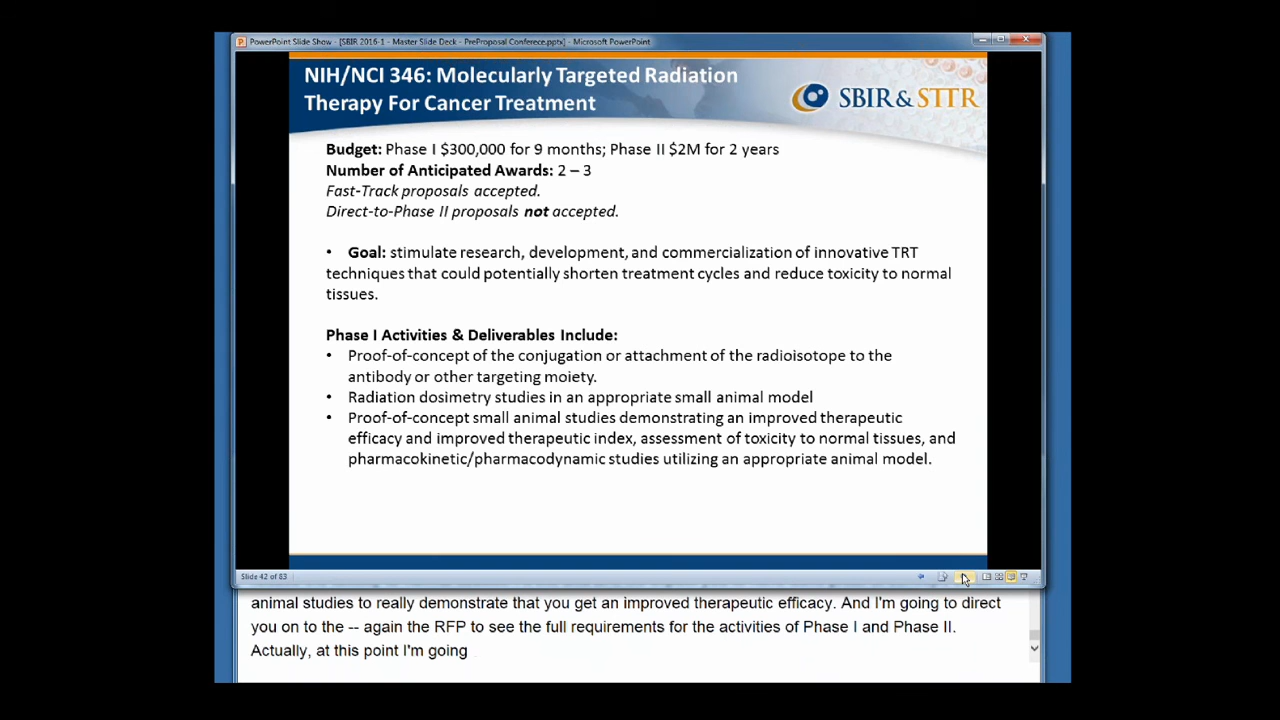 PowerPoint Slide Show - [SBIR 2016-1 - Master Slide Deck - PreProposal Conferece.pptx] - Microsoft PowerPoint
NIH/NCI 346: Molecularly Targeted Radiation
Therapy For Cancer Treatment
SBIR & STTR
Budget: Phase I $300,000 for 9 months; Phase II $2M for 2 years
Number of Anticipated Awards: 2 – 3
Fast-Track proposals accepted.
Direct-to-Phase II proposals not accepted.
• Goal: stimulate research, development, and commercialization of innovative TRT
techniques that could potentially shorten treatment cycles and reduce toxicity to normal
tissues.
Phase I Activities & Deliverables Include:
• Proof-of-concept of the conjugation or attachment of the radioisotope to the
antibody or other targeting moiety.
• Radiation dosimetry studies in an appropriate small animal model
• Proof-of-concept small animal studies demonstrating an improved therapeutic
efficacy and improved therapeutic index, assessment of toxicity to normal tissues, and
pharmacokinetic/pharmacodynamic studies utilizing an appropriate animal model.
Slide 42 of 83
animal studies to really demonstrate that you get an improved therapeutic efficacy. And I'm going to direct
you on to the -- again the RFP to see the full requirements for the activities of Phase I and Phase II.
Actually, at this point I'm going